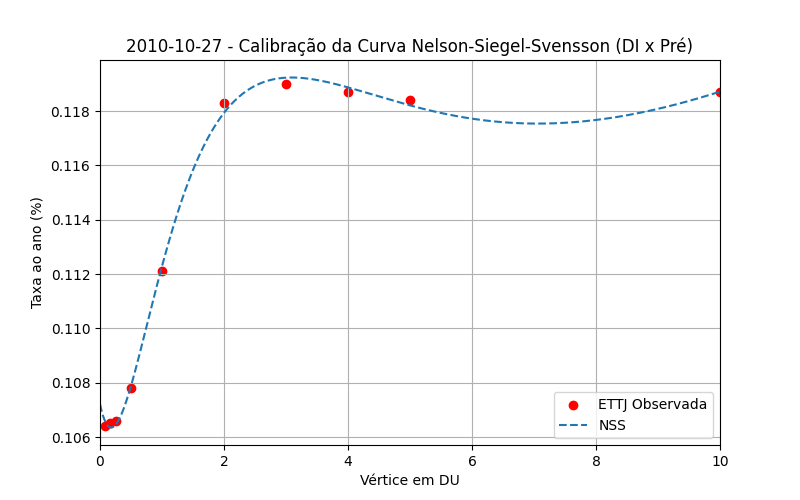 2010-10-27 - Calibração da Curva Nelson-Siegel-Svensson (DI x Pré)
Taxa ao ano (%)
0.118
0.116
0.114
0.112
0.110
0.108
0.106
0 2 4 6 8 10
Vértice em DU
ETTJ Observada
NSS